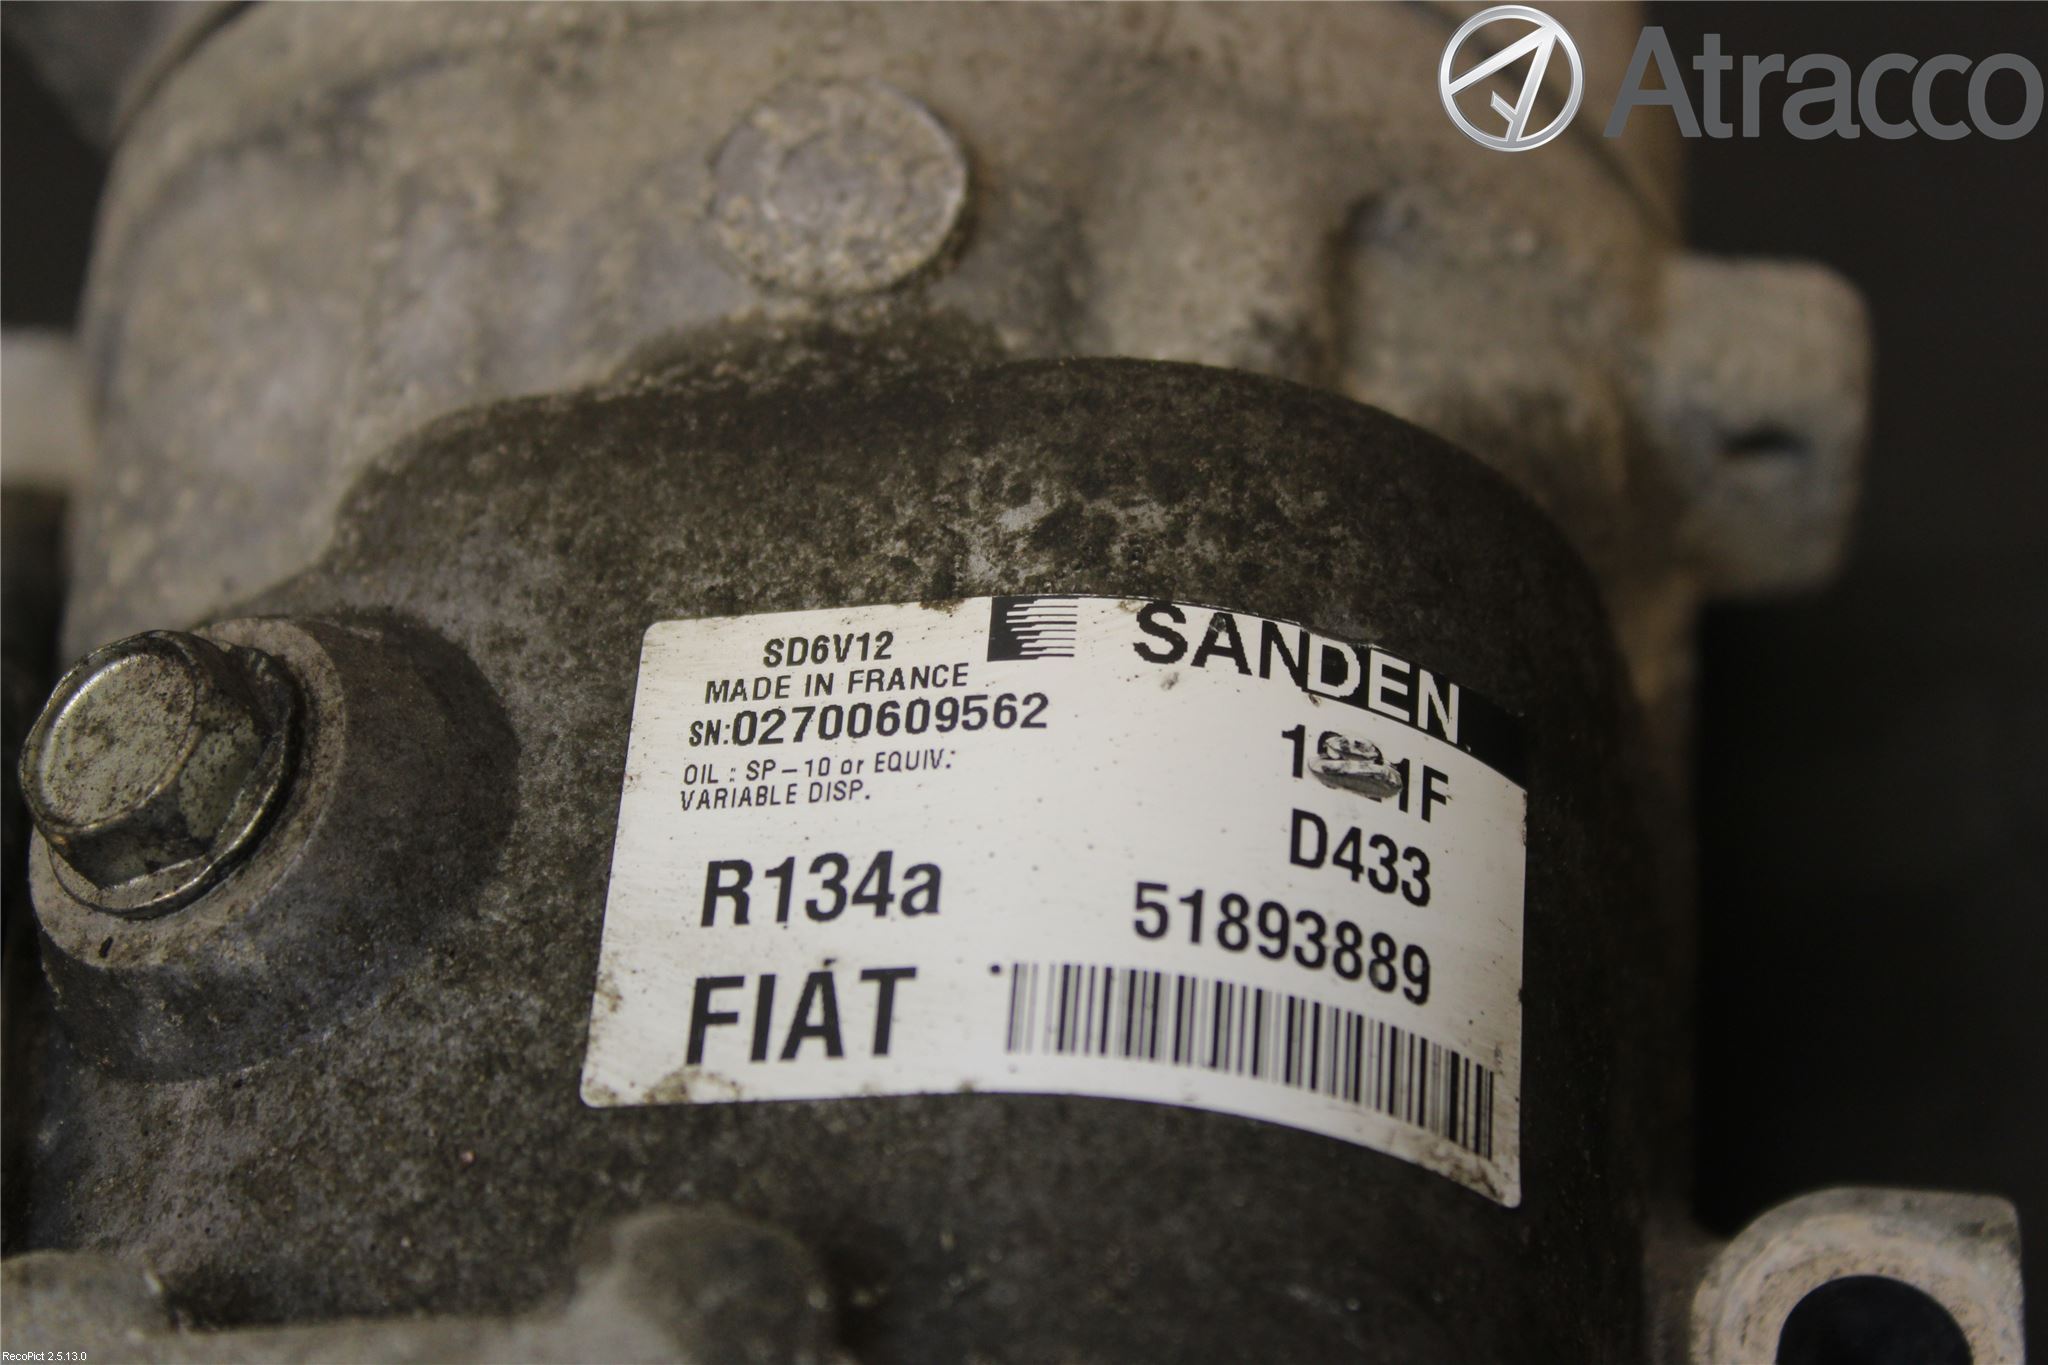 Atracco
SD6V12
MADE IN FRANCE
SN:02700609562
OIL : SP-10 or EQUIV.
VARIABLE DISP.
SANDEN
D433
R134a
51893889
FIAT
RecoPict 2.5.13.0